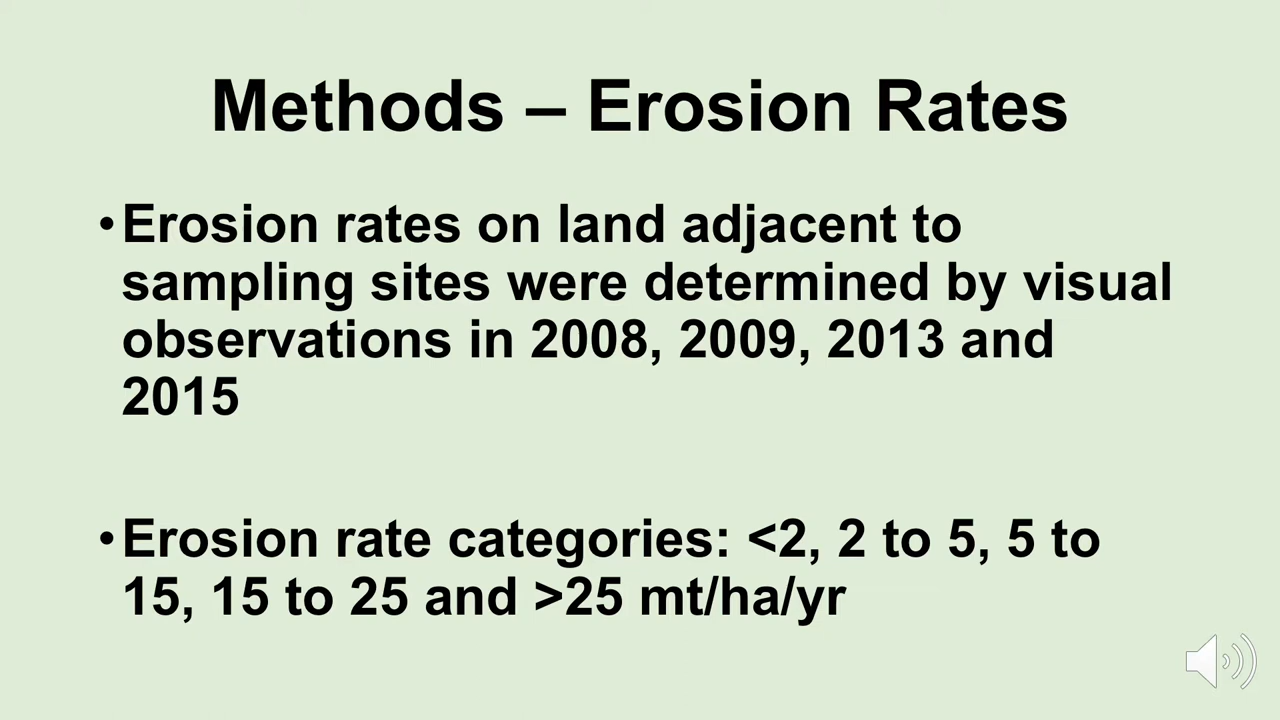 Methods – Erosion Rates
•Erosion rates on land adjacent to
sampling sites were determined by visual
observations in 2008, 2009, 2013 and
2015
•Erosion rate categories: <2, 2 to 5, 5 to
15, 15 to 25 and >25 mt/ha/yr